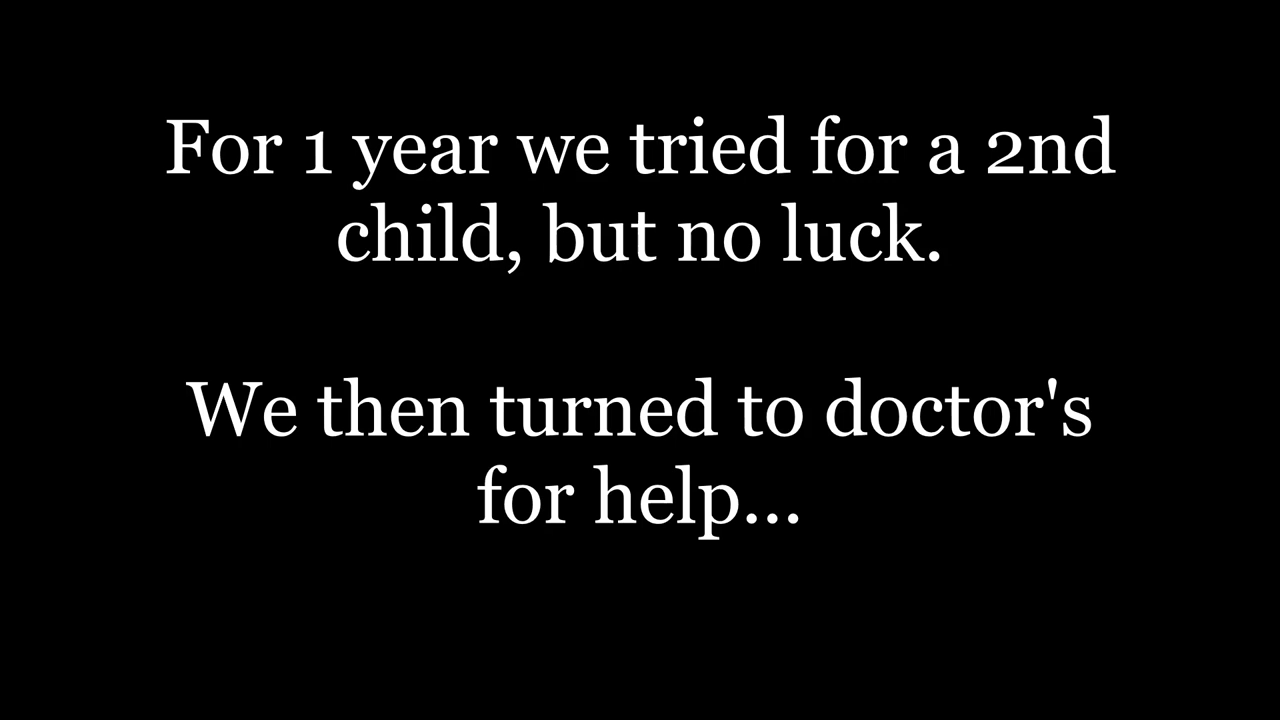 For 1 year we tried for a 2nd
child, but no luck.
We then turned to doctor's
for help...